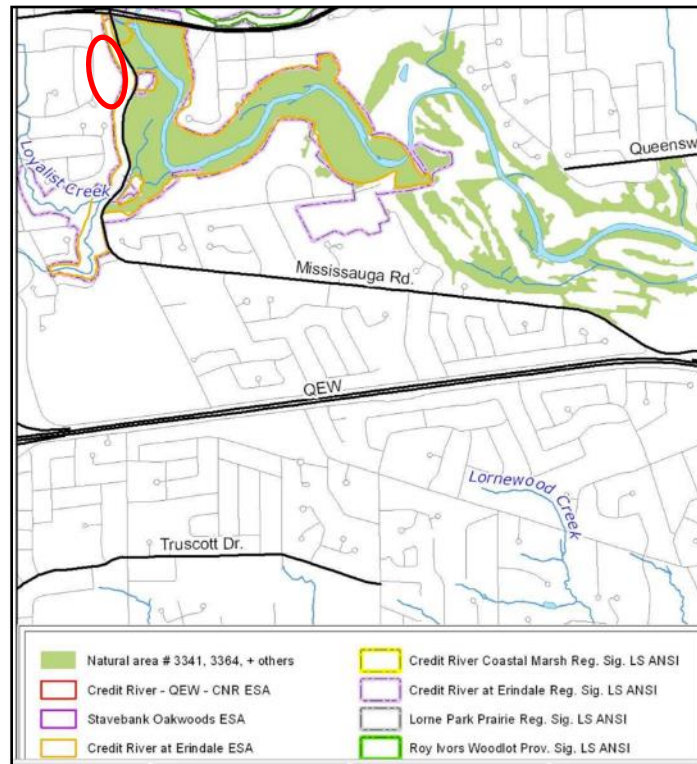 Loyalist Creek
Queensw
Mississauga Rd.
QEW
Lornewood Creek
Truscott Dr.
Natural area # 3341, 3364, + others
Credit River - QEW - CNR ESA
Stavebank Oakwoods ESA
Credit River at Erindale ESA
Credit River Coastal Marsh Reg. Sig. LS ANSI
Credit River at Erindale Reg. Sig. LS ANSI
Lorne Park Prairie Reg. Sig. LS ANSI
Roy Ivors Woodlot Prov. Sig. LS ANSI